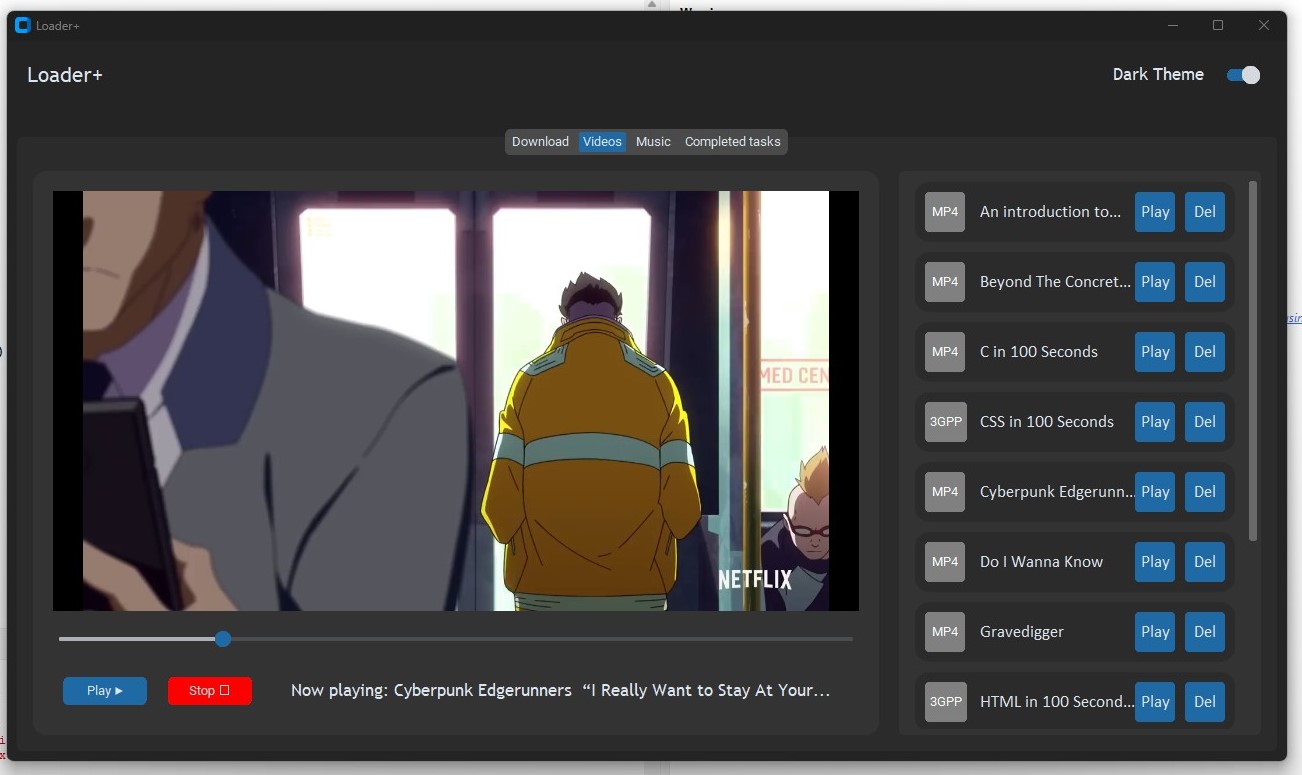 Loader+
Loader+
Dark Theme
Download Videos Music Completed tasks
MED CEN
NETFLIX
Play ▶
Stop ☐
Now playing: Cyberpunk Edgerunners “I Really Want to Stay At Your...
MP4 An introduction to... Play Del
MP4 Beyond The Concret... Play Del
MP4 C in 100 Seconds Play Del
3GPP CSS in 100 Seconds Play Del
MP4 Cyberpunk Edgerunn... Play Del
MP4 Do I Wanna Know Play Del
MP4 Gravedigger Play Del
3GPP HTML in 100 Second... Play Del